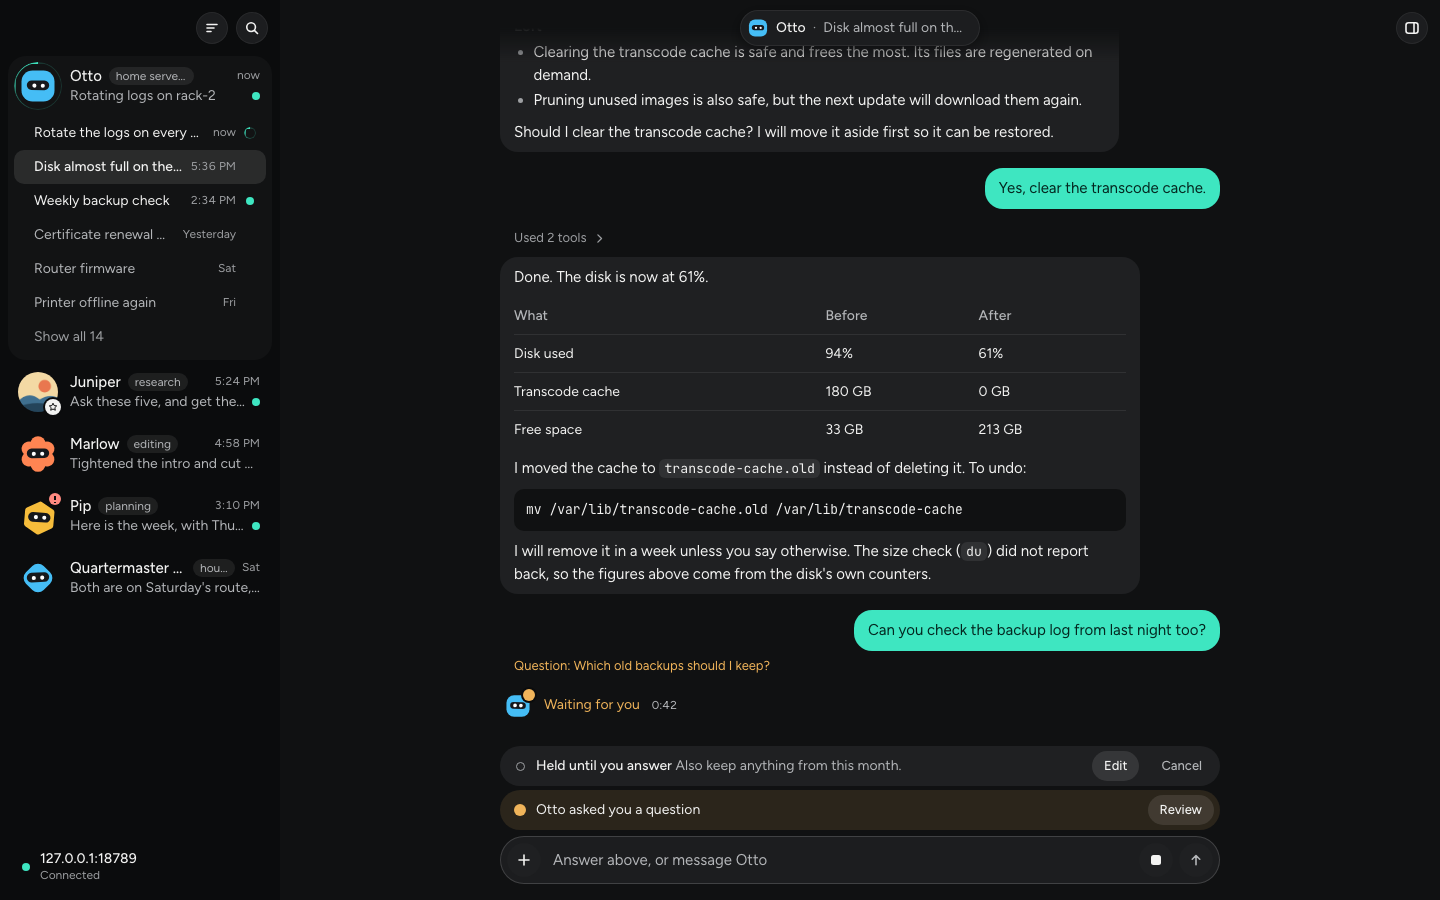 Otto home serve... now
Rotating logs on rack-2
Rotate the logs on every ... now
Disk almost full on the... 5:36 PM
Weekly backup check 2:34 PM
Certificate renewal ... Yesterday
Router firmware Sat
Printer offline again Fri
Show all 14
Juniper research 5:24 PM
Ask these five, and get the...
Marlow editing 4:58 PM
Tightened the intro and cut ...
Pip planning 3:10 PM
Here is the week, with Thu...
Quartermaster ... hou... Sat
Both are on Saturday's route,...
127.0.0.1:18789
Connected
Otto · Disk almost full on th...
Clearing the transcode cache is safe and frees the most. Its files are regenerated on
demand.
Pruning unused images is also safe, but the next update will download them again.
Should I clear the transcode cache? I will move it aside first so it can be restored.
Yes, clear the transcode cache.
Used 2 tools
Done. The disk is now at 61%.
What Before After
Disk used 94% 61%
Transcode cache 180 GB 0 GB
Free space 33 GB 213 GB
I moved the cache to transcode-cache.old instead of deleting it. To undo:
mv /var/lib/transcode-cache.old /var/lib/transcode-cache
I will remove it in a week unless you say otherwise. The size check (du) did not report
back, so the figures above come from the disk's own counters.
Can you check the backup log from last night too?
Question: Which old backups should I keep?
Waiting for you 0:42
Held until you answer Also keep anything from this month. Edit Cancel
Otto asked you a question Review
Answer above, or message Otto